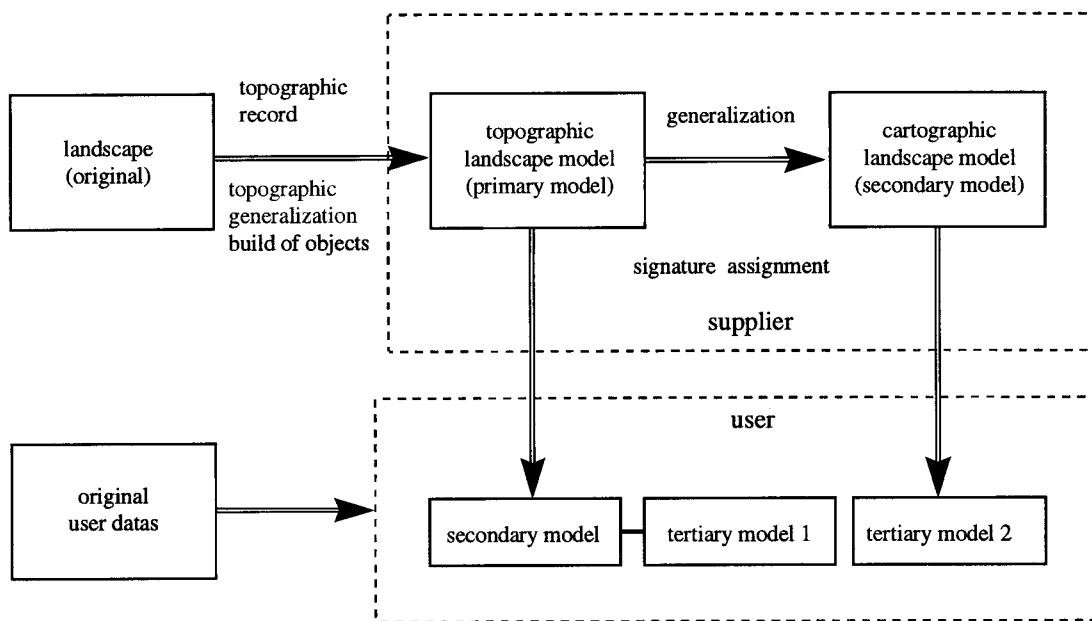 topographic
record
landscape
(original)
topographic
generalization
build of objects
topographic
landscape model
(primary model)
generalization
cartographic
landscape model
(secondary model)
signature assignment
supplier
user
original
user datas
secondary model
tertiary model 1
tertiary model 2